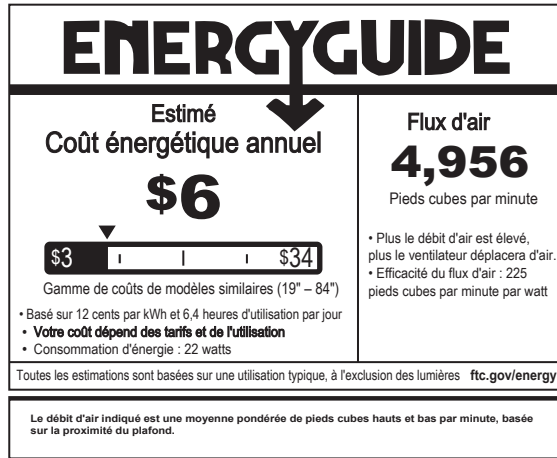 ENERGYGUIDE
Estimé
Coût énergétique annuel
$6
$3 $34
Gamme de coûts de modèles similaires (19" – 84")
• Basé sur 12 cents par kWh et 6,4 heures d'utilisation par jour
• Votre coût dépend des tarifs et de l'utilisation
• Consommation d'énergie : 22 watts
Flux d'air
4,956
Pieds cubes par minute
• Plus le débit d'air est élevé,
plus le ventilateur déplacera d'air.
• Efficacité du flux d'air : 225
pieds cubes par minute par watt
Toutes les estimations sont basées sur une utilisation typique, à l'exclusion des lumières ftc.gov/energy
Le débit d'air indiqué est une moyenne pondérée de pieds cubes hauts et bas par minute, basée
sur la proximité du plafond.